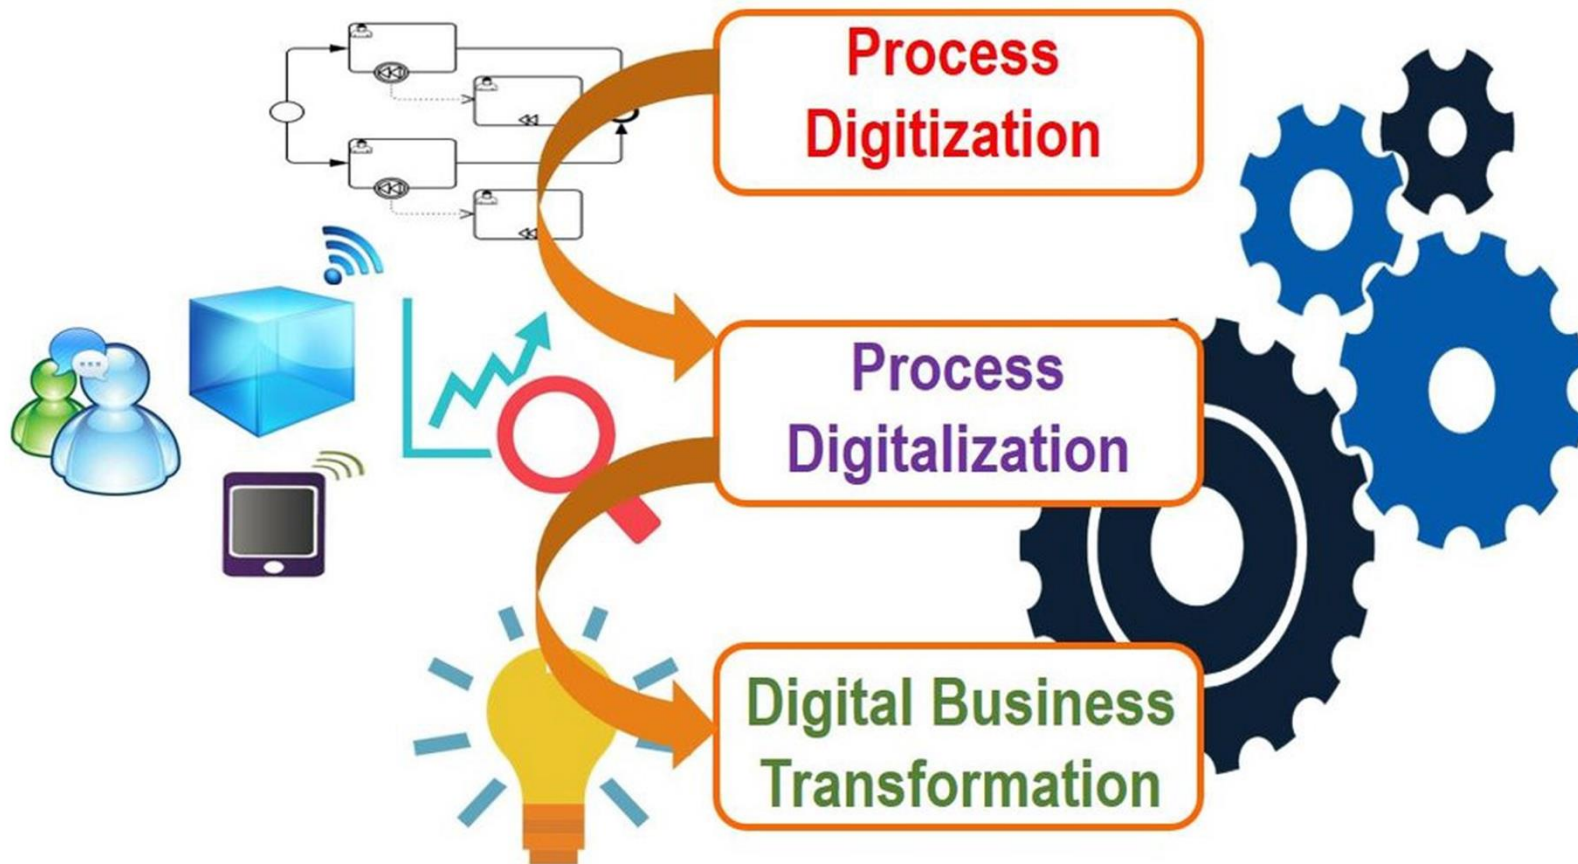 Process
Digitization
Process
Digitalization
Digital Business
Transformation